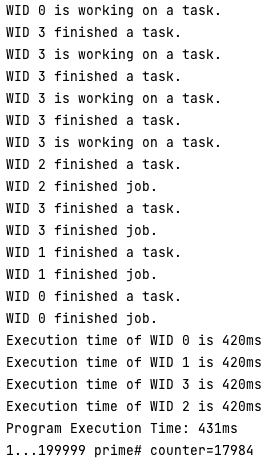 WID 0 is working on a task.
WID 3 finished a task.
WID 3 is working on a task.
WID 3 finished a task.
WID 3 is working on a task.
WID 3 finished a task.
WID 3 is working on a task.
WID 2 finished a task.
WID 2 finished job.
WID 3 finished a task.
WID 3 finished job.
WID 1 finished a task.
WID 1 finished job.
WID 0 finished a task.
WID 0 finished job.
Execution time of WID 0 is 420ms
Execution time of WID 1 is 420ms
Execution time of WID 3 is 420ms
Execution time of WID 2 is 420ms
Program Execution Time: 431ms
1...199999 prime# counter=17984